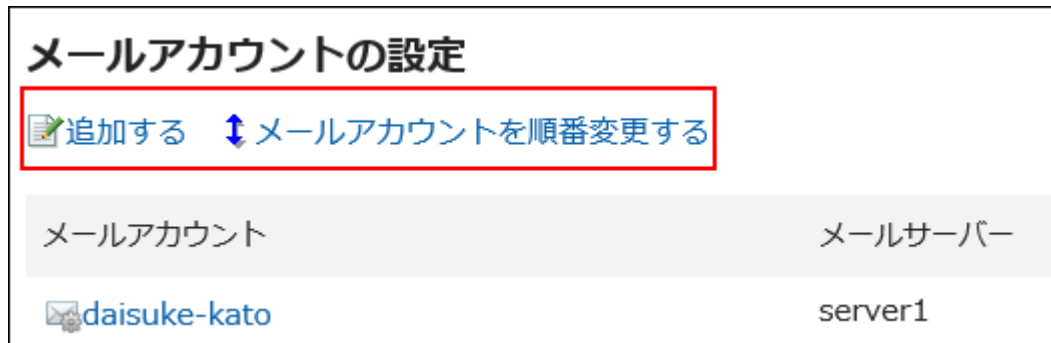 メールアカウントの設定
追加する メールアカウントを順番変更する
メールアカウント メールサーバー
daisuke-kato server1